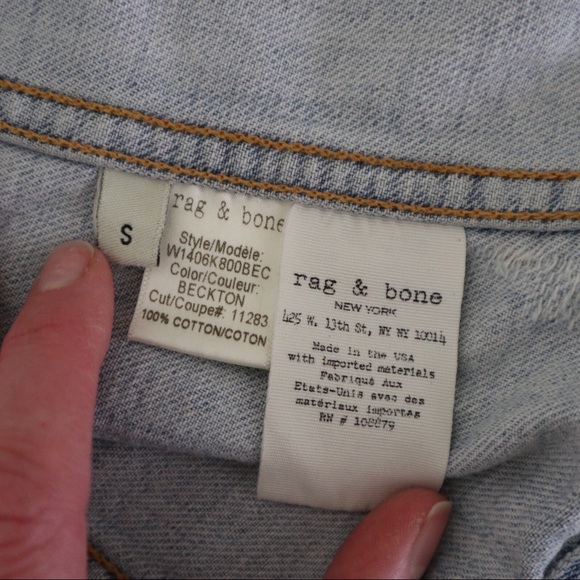 S
rag & bone
Style/Modèle:
W1406K800BEC
Color/Couleur:
BECKTON
Cut/Coupe#: 11283
100% COTTON/COTON
rag & bone
NEW YORK
425 W. 13th St, NY NY 10014
Made in the USA
with imported materials
Fabriqué Aux
Etats-Unis avec des
matériaux importés
RN # 108879